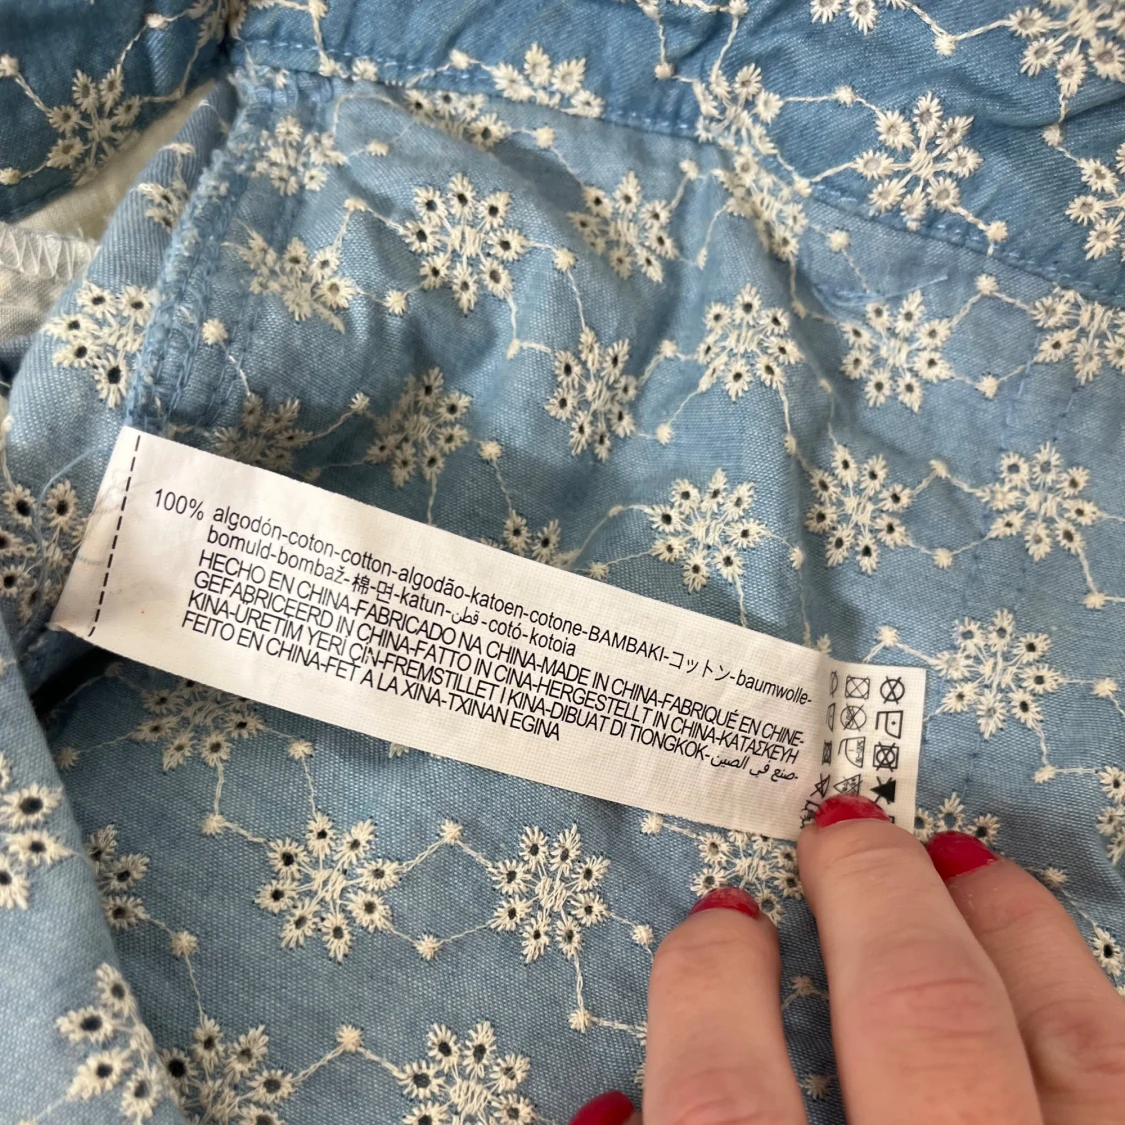 100% algodón-coton-cotton-algodão-katoen-cotone-BAMBAKI-コットン-baumwolle-
bomuld-bombaž-棉-면-katun-قطن-cotó-kotoia
HECHO EN CHINA-FABRICADO NA CHINA-MADE IN CHINA-FABRIQUÉ EN CHINE-
GEFABRICEERD IN CHINA-FATTO IN CINA-HERGESTELLT IN CHINA-ΚΑΤΑΣΚΕΥΗ
KINA-ÜRETIM YERI ÇIN-FREMSTILLET I KINA-DIBUAT DI TIONGKOK-صنع في الصين-
FEITO EN CHINA-FET A LA XINA-TXINAN EGINA